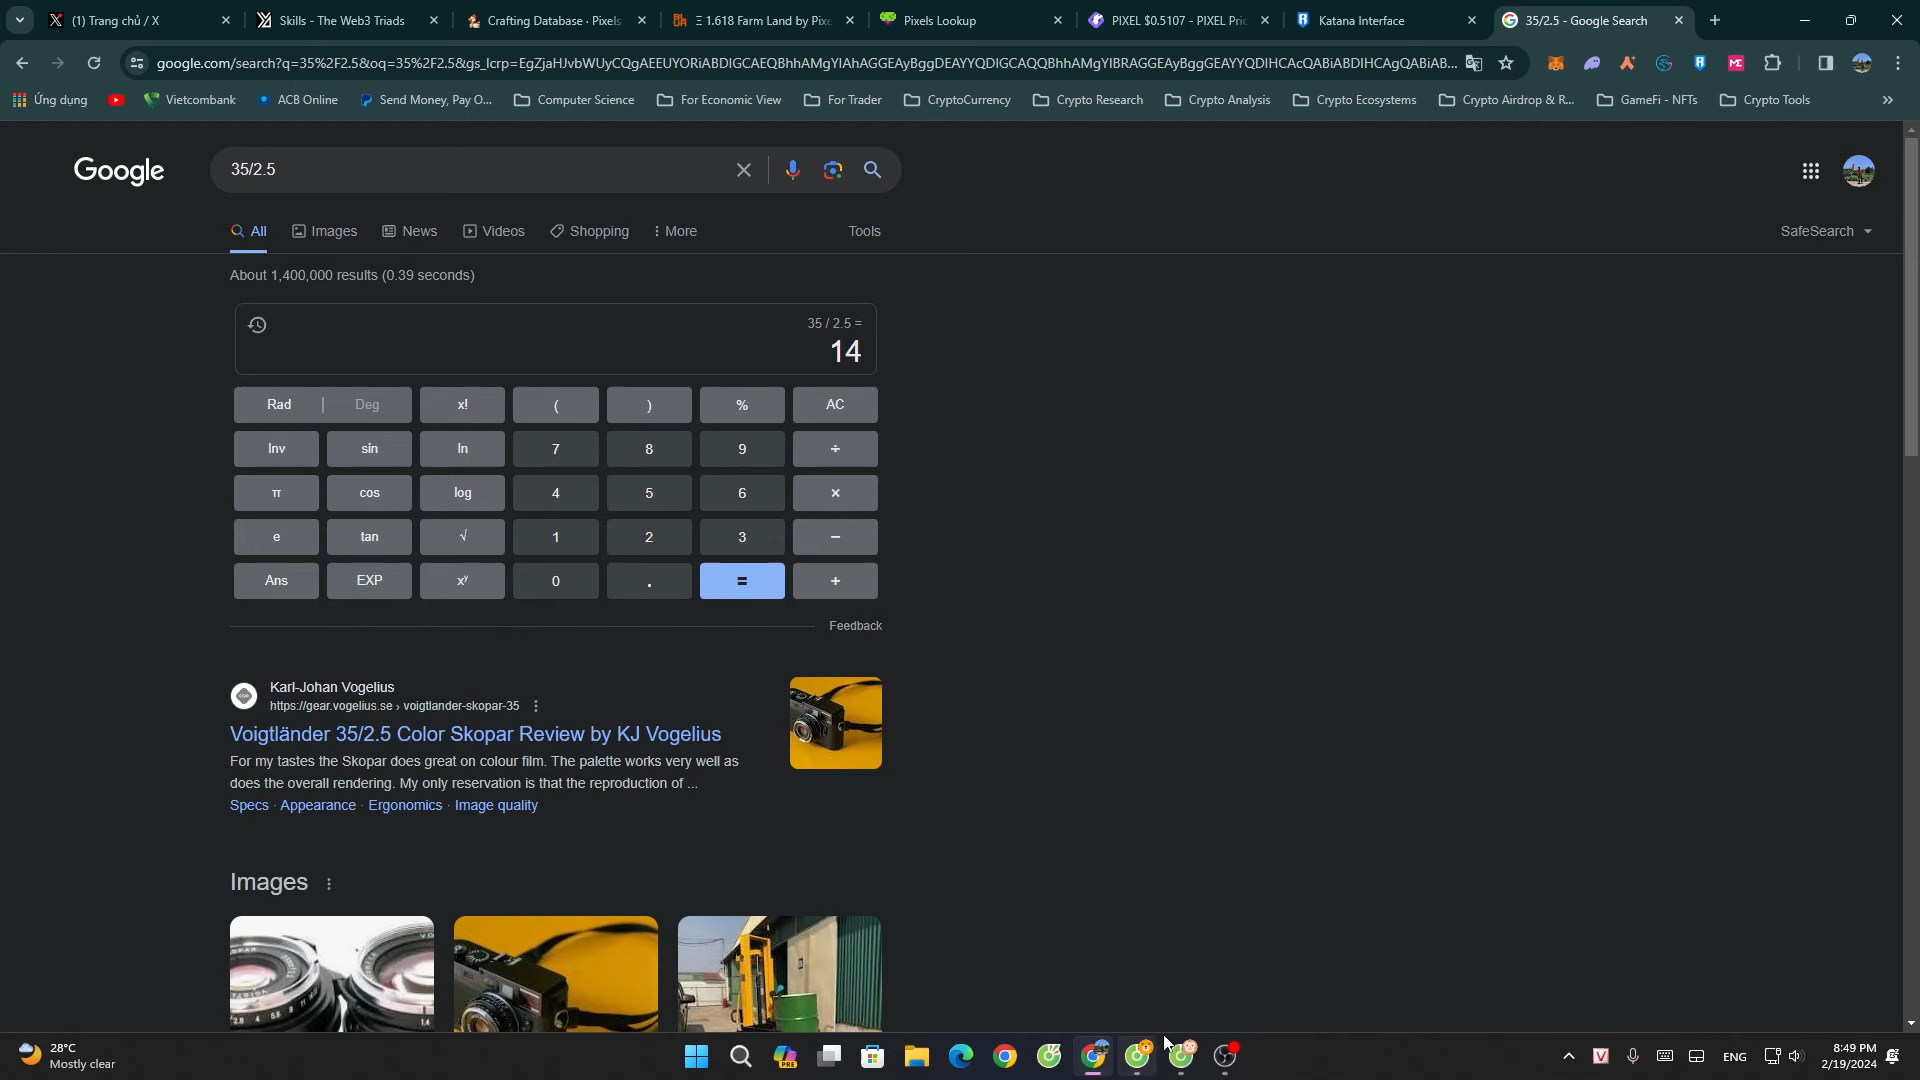 (1) Trang chủ / X
Skills - The Web3 Triads
Crafting Database · Pixels
Ξ 1.618 Farm Land by Pixe
Pixels Lookup
PIXEL $0.5107 - PIXEL Pric
Katana Interface
35/2.5 - Google Search
google.com/search?q=35%2F2.5&oq=35%2F2.5&gs_lcrp=EgZjaHJvbWUyCQgAEEUYORiABDIGCAEQBhhAMgYIAhAGGEAyBggDEAYYQDIGCAQQBhhAMgYIBRAGGEAyBggGEAYYQDIHCAcQABiABDIHCAgQABiAB...
Ứng dụng
Vietcombank
ACB Online
Send Money, Pay O...
Computer Science
For Economic View
For Trader
CryptoCurrency
Crypto Research
Crypto Analysis
Crypto Ecosystems
Crypto Airdrop & R...
GameFi - NFTs
Crypto Tools
Google
35/2.5
All Images News Videos Shopping More Tools SafeSearch
About 1,400,000 results (0.39 seconds)
35 / 2.5 =
14
Rad | Deg x! ( ) % AC
Inv sin ln 7 8 9 ÷
π cos log 4 5 6 ×
e tan √ 1 2 3 −
Ans EXP xʸ 0 . = +
Feedback
Karl-Johan Vogelius
https://gear.vogelius.se › voigtlander-skopar-35
Voigtländer 35/2.5 Color Skopar Review by KJ Vogelius
For my tastes the Skopar does great on colour film. The palette works very well as
does the overall rendering. My only reservation is that the reproduction of ...
Specs · Appearance · Ergonomics · Image quality
Images
28°C
Mostly clear
PRE
ENG
8:49 PM
2/19/2024